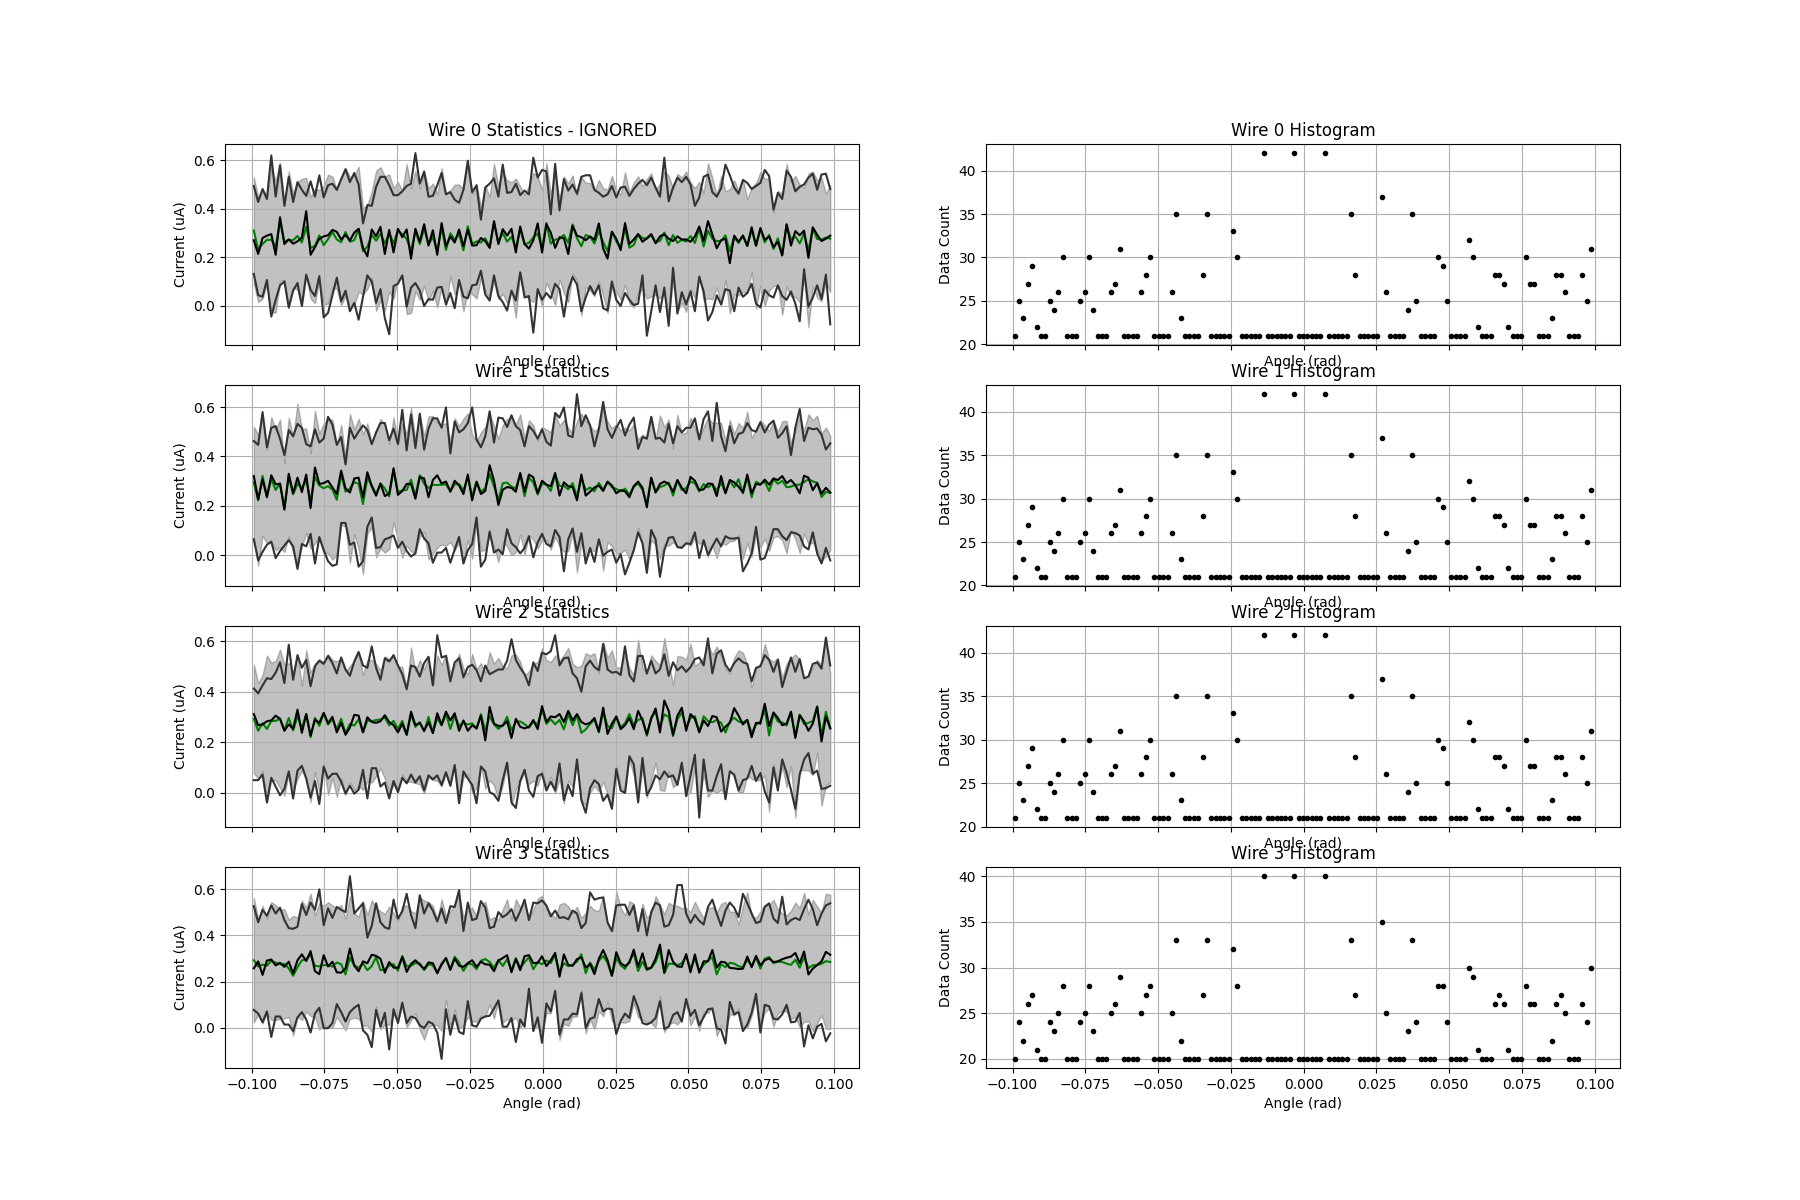 Wire 0 Statistics - IGNORED
Current (uA)
0.6
0.4
0.2
0.0
Angle (rad)
Wire 0 Histogram
Data Count
40
35
30
25
20
Angle (rad)
Wire 1 Statistics
Current (uA)
0.6
0.4
0.2
0.0
Angle (rad)
Wire 1 Histogram
Data Count
40
35
30
25
20
Angle (rad)
Wire 2 Statistics
Current (uA)
0.6
0.4
0.2
0.0
Angle (rad)
Wire 2 Histogram
Data Count
40
35
30
25
20
Angle (rad)
Wire 3 Statistics
Current (uA)
0.6
0.4
0.2
0.0
−0.100 −0.075 −0.050 −0.025 0.000 0.025 0.050 0.075 0.100
Angle (rad)
Wire 3 Histogram
Data Count
40
35
30
25
20
−0.100 −0.075 −0.050 −0.025 0.000 0.025 0.050 0.075 0.100
Angle (rad)